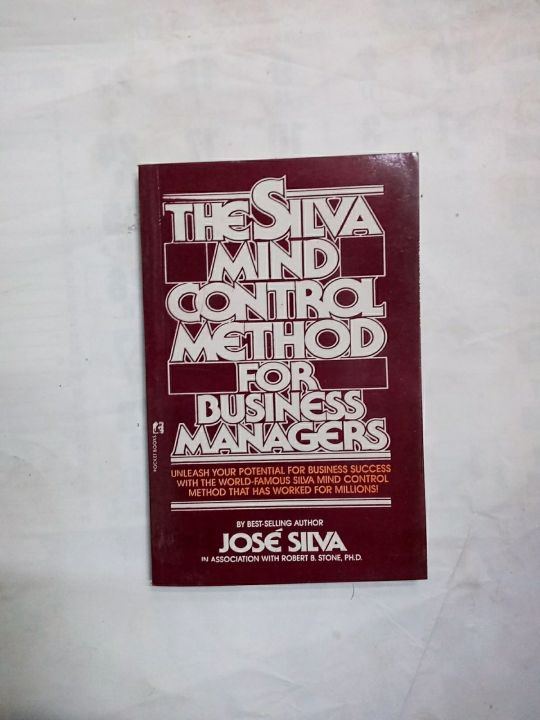 THE SILVA
MIND
CONTROL
METHOD
FOR
BUSINESS
MANAGERS
UNLEASH YOUR POTENTIAL FOR BUSINESS SUCCESS
WITH THE WORLD-FAMOUS SILVA MIND CONTROL
METHOD THAT HAS WORKED FOR MILLIONS!
BY BEST-SELLING AUTHOR
JOSÉ SILVA
IN ASSOCIATION WITH ROBERT B. STONE, PH.D.
POCKET BOOKS